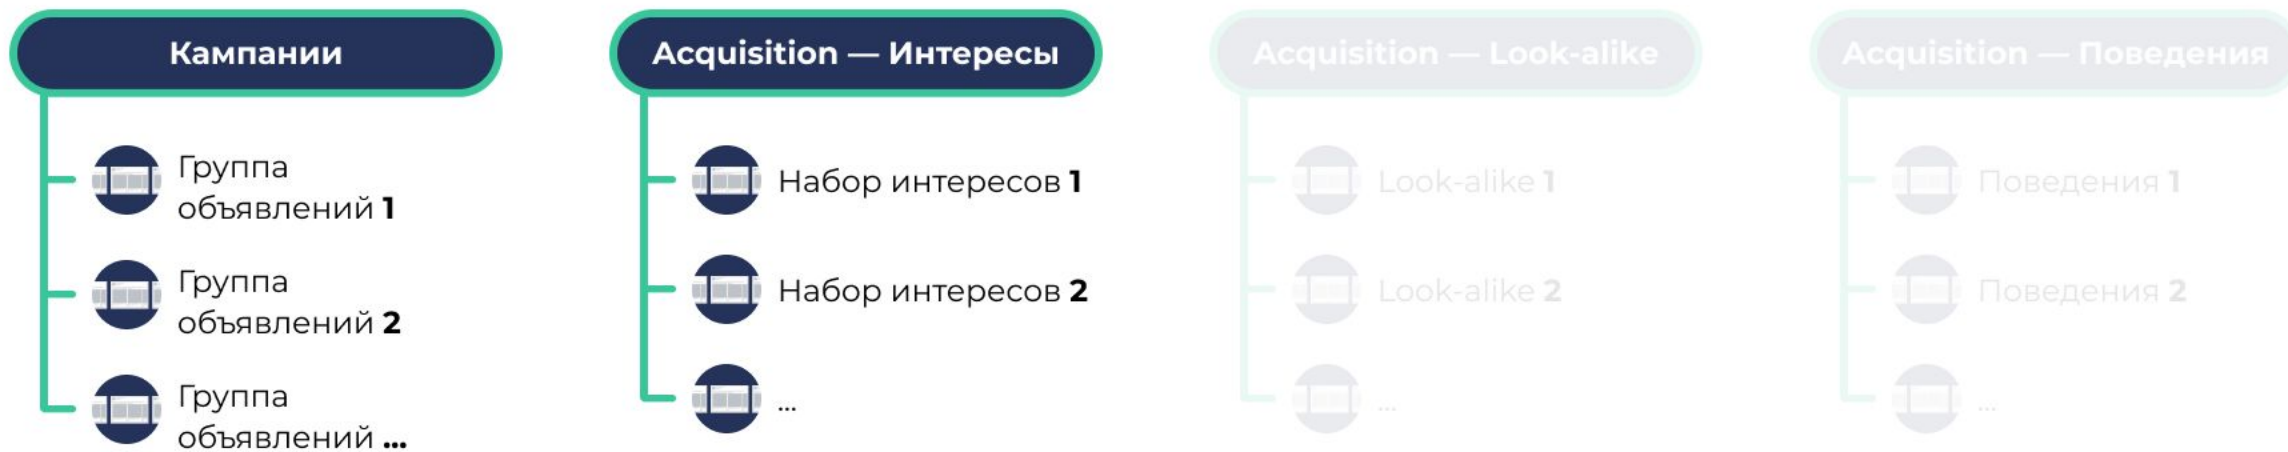 Кампании
Группа
объявлений 1
Группа
объявлений 2
Группа
объявлений ...
Acquisition — Интересы
Набор интересов 1
Набор интересов 2
...
Acquisition — Look-alike
Look-alike 1
Look-alike 2
...
Acquisition — Поведения
Поведения 1
Поведения 2
...